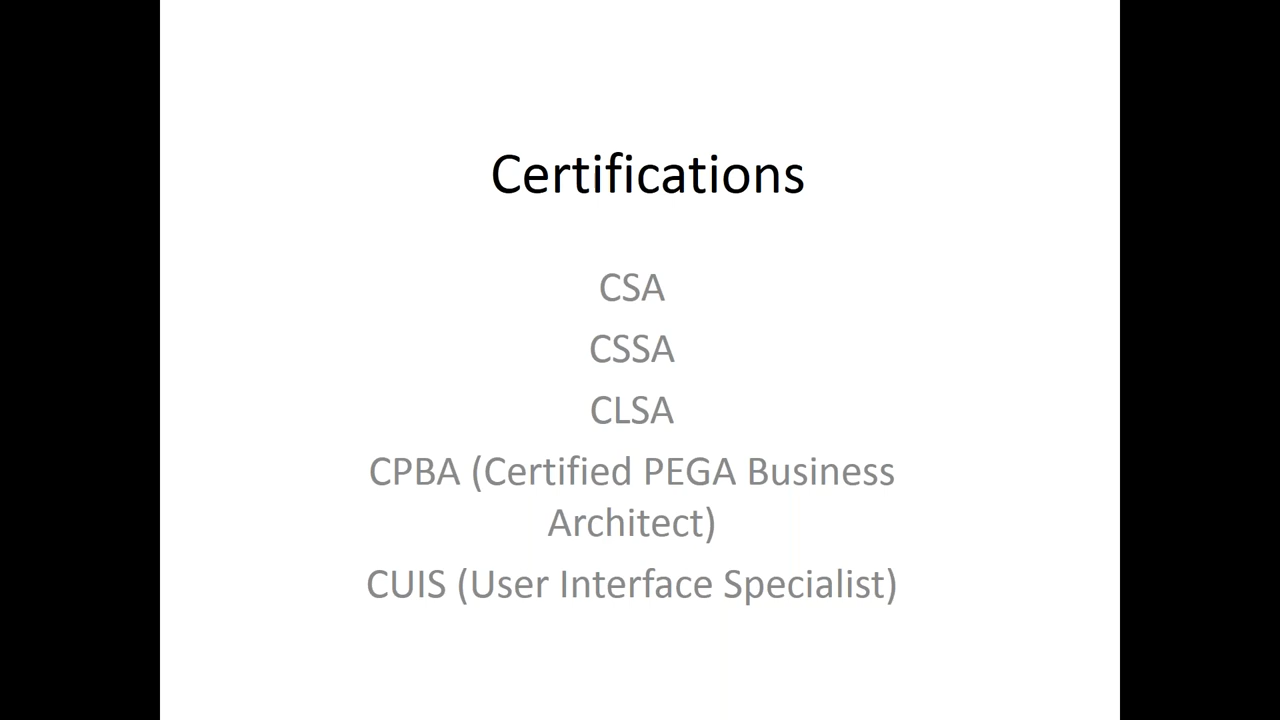 Certifications
CSA
CSSA
CLSA
CPBA (Certified PEGA Business
Architect)
CUIS (User Interface Specialist)